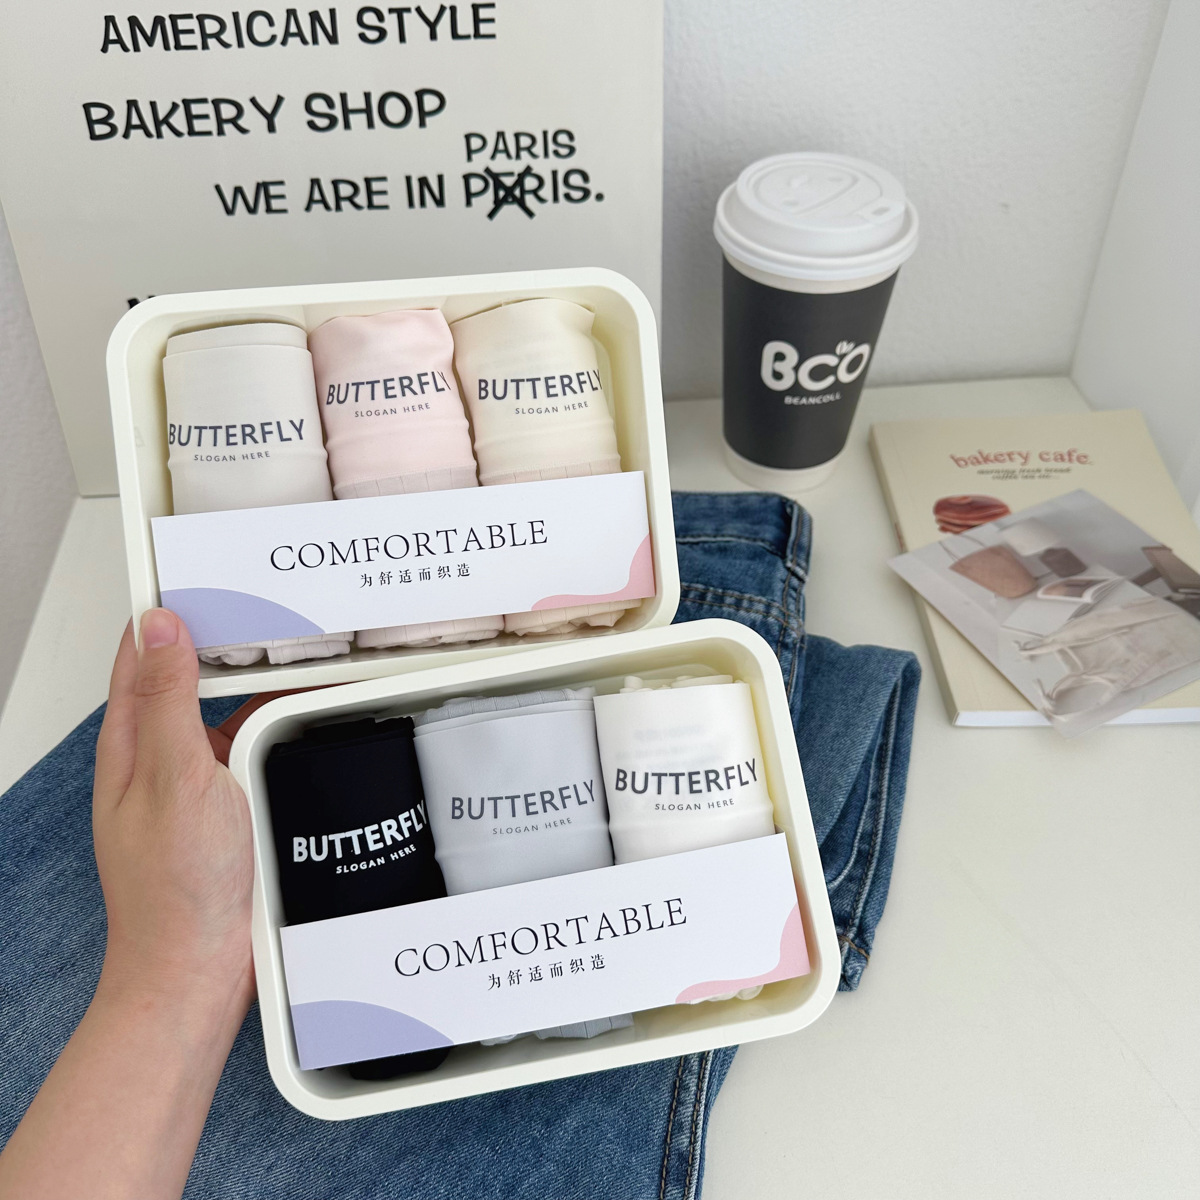 AMERICAN STYLE
BAKERY SHOP
PARIS
WE ARE IN PERIS.
BUTTERFLY
SLOGAN HERE
BUTTERFLY
SLOGAN HERE
BUTTERFLY
SLOGAN HERE
COMFORTABLE
为舒适而织造
the
BCO
BEANCOLL
bakery cafe
BUTTERFLY
SLOGAN HERE
BUTTERFLY
SLOGAN HERE
BUTTERFLY
SLOGAN HERE
COMFORTABLE
为舒适而织造